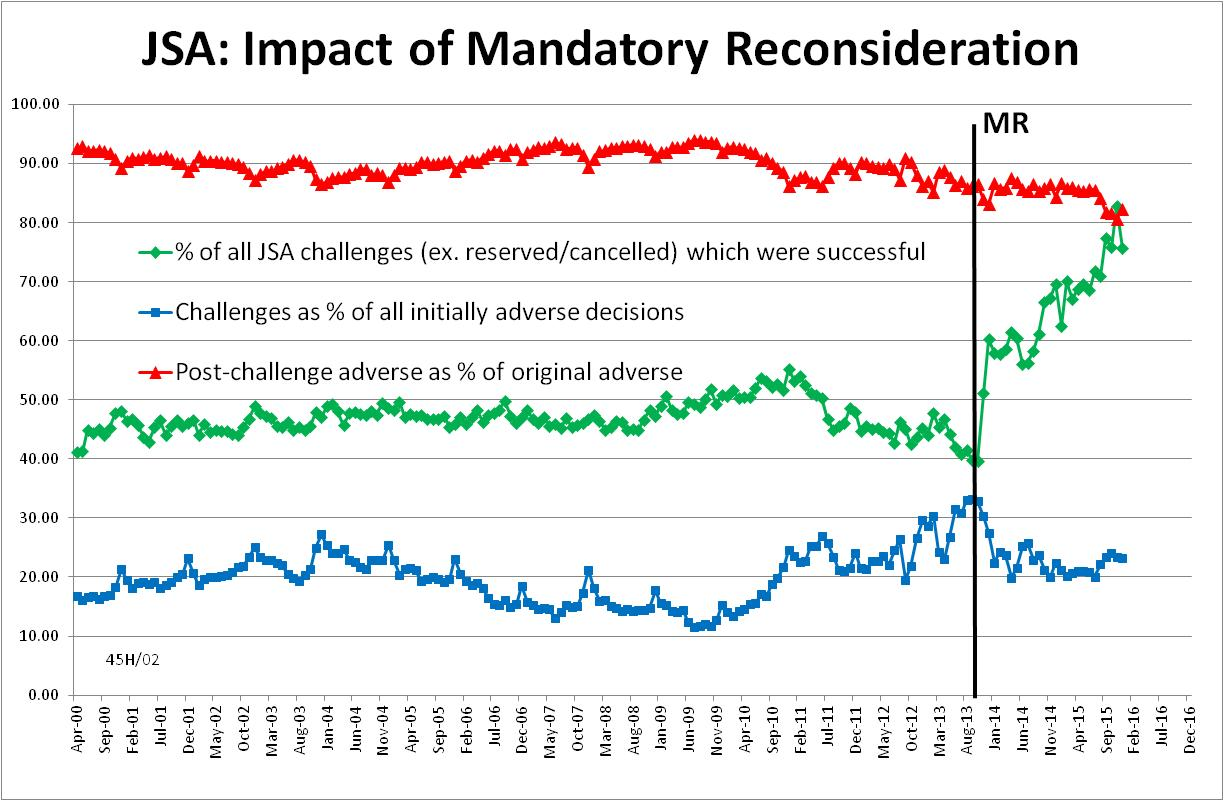 JSA: Impact of Mandatory Reconsideration
100.00
MR
90.00
80.00
% of all JSA challenges (ex. reserved/cancelled) which were successful
70.00
Challenges as % of all initially adverse decisions
60.00
Post-challenge adverse as % of original adverse
50.00
40.00
30.00
20.00
10.00
45H/02
0.00
Apr-00
Sep-00
Feb-01
Jul-01
Dec-01
May-02
Oct-02
Mar-03
Aug-03
Jan-04
Jun-04
Nov-04
Apr-05
Sep-05
Feb-06
Jul-06
Dec-06
May-07
Oct-07
Mar-08
Aug-08
Jan-09
Jun-09
Nov-09
Apr-10
Sep-10
Feb-11
Jul-11
Dec-11
May-12
Oct-12
Mar-13
Aug-13
Jan-14
Jun-14
Nov-14
Apr-15
Sep-15
Feb-16
Jul-16
Dec-16